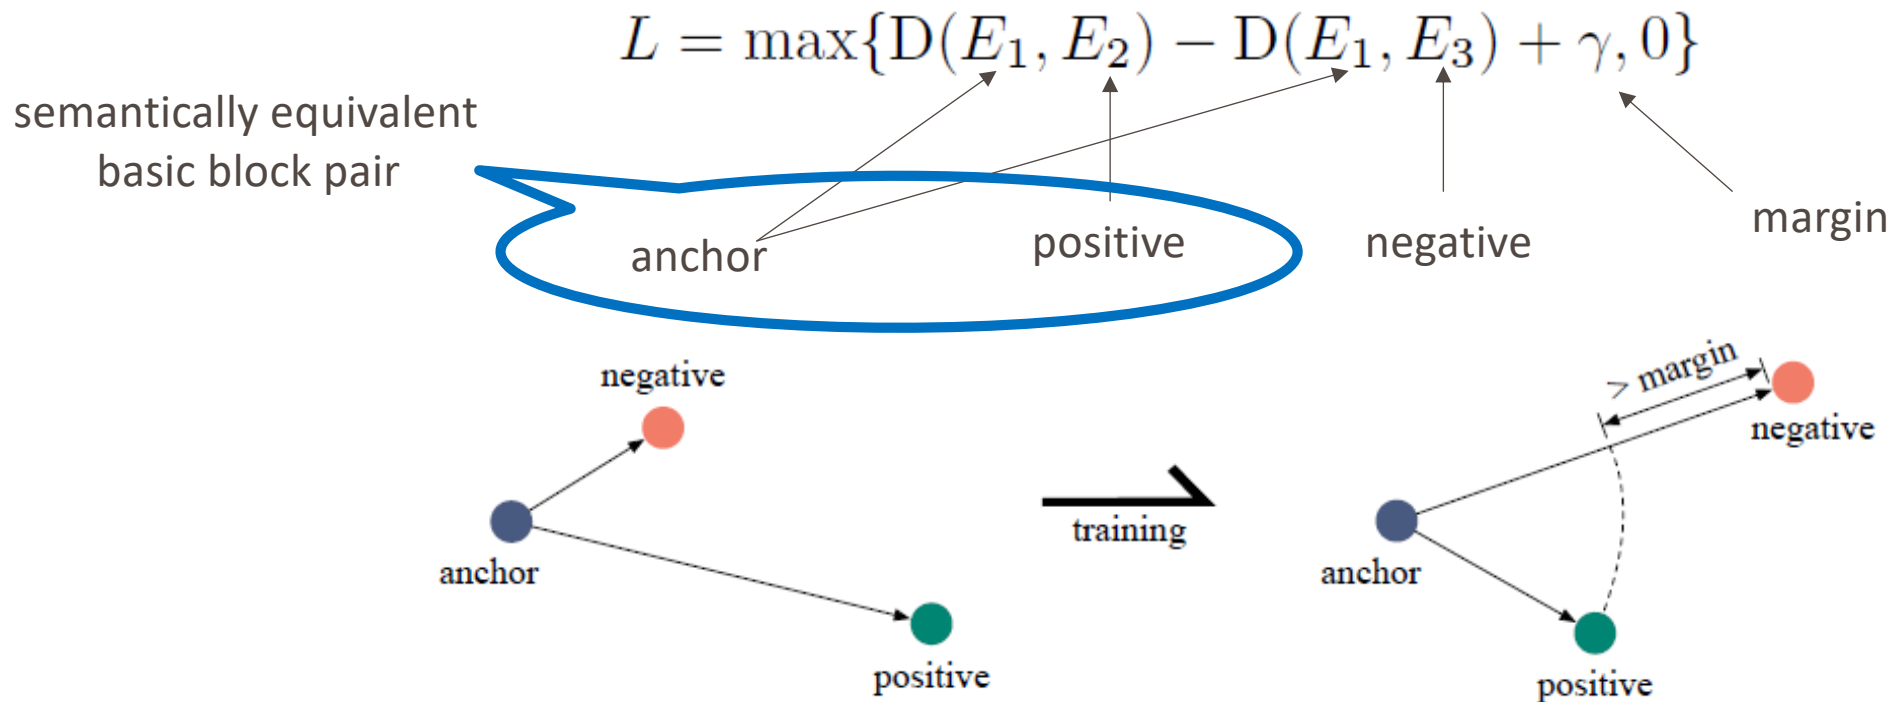 L = max{D(E₁, E₂) − D(E₁, E₃) + γ, 0}
semantically equivalent
basic block pair
anchor
positive
negative
margin
negative
anchor
positive
training
> margin
negative
anchor
positive